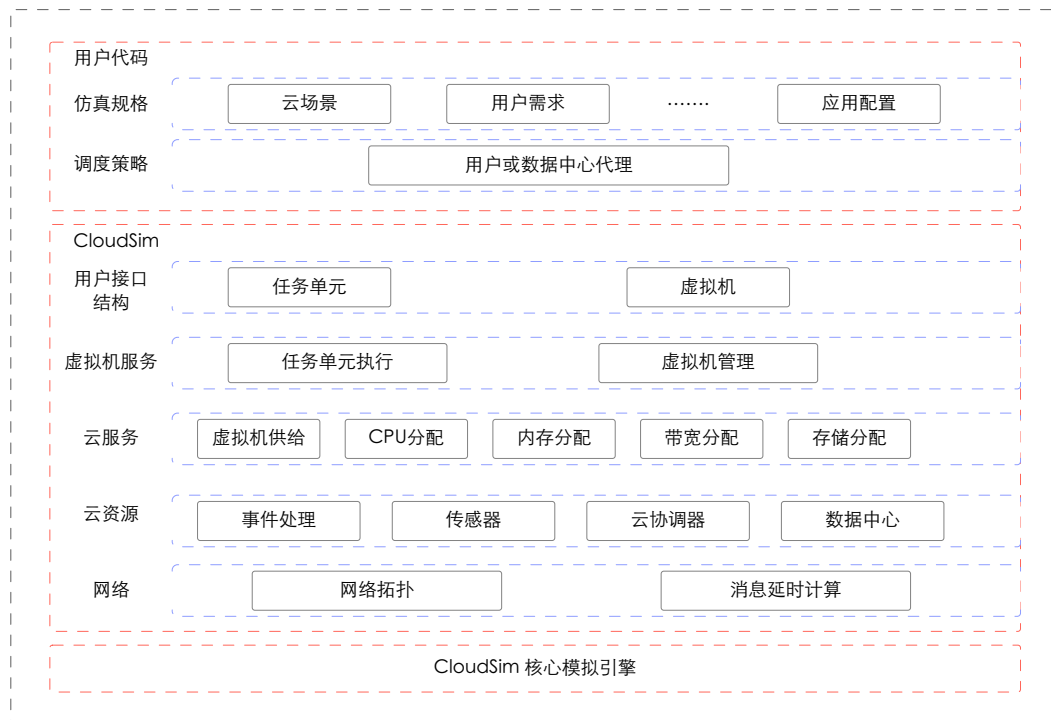 用户代码
仿真规格 云场景 用户需求 ······· 应用配置
调度策略 用户或数据中心代理
CloudSim
用户接口
结构 任务单元 虚拟机
虚拟机服务 任务单元执行 虚拟机管理
云服务 虚拟机供给 CPU分配 内存分配 带宽分配 存储分配
云资源 事件处理 传感器 云协调器 数据中心
网络 网络拓扑 消息延时计算
CloudSim 核心模拟引擎